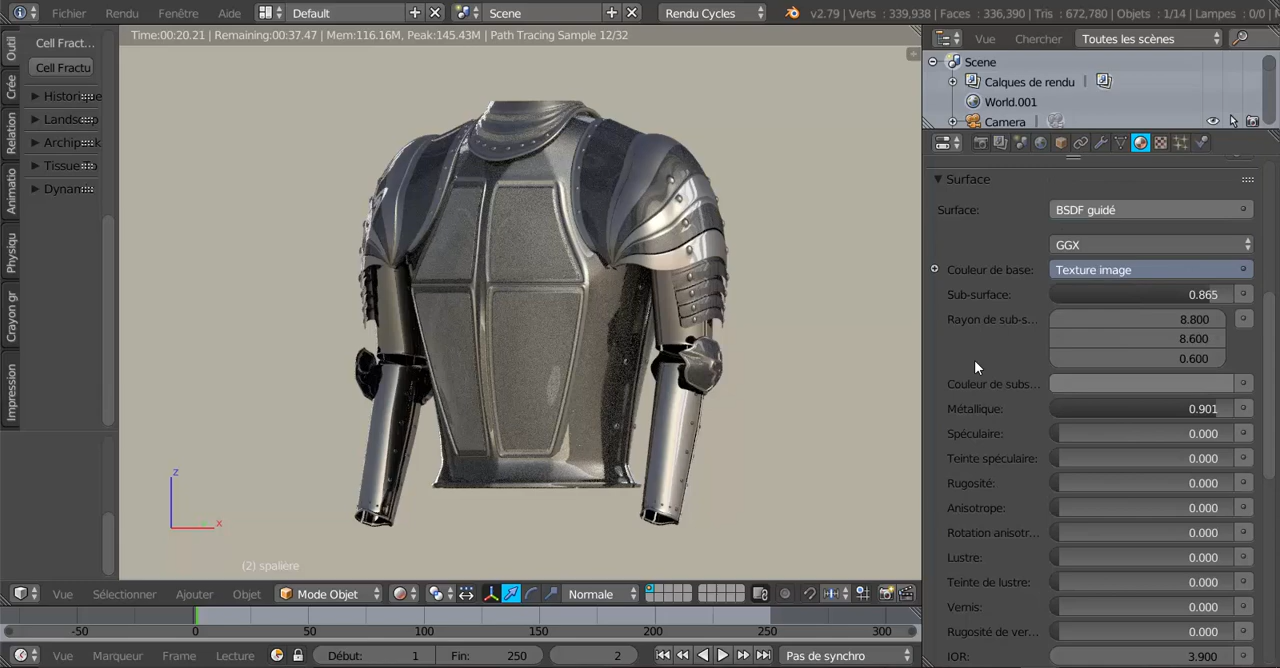 Fichier Rendu Fenêtre Aide Default Scene Rendu Cycles v2.79 | Verts : 339,938 | Faces : 336,390 | Tris : 672,780 | Objets : 1/14 | Lampes : 0/0 |
Time:00:20.21 | Remaining:00:37.47 | Mem:116.16M, Peak:145.43M | Path Tracing Sample 12/32
Outil
Crée
Relation
Animatio
Physiqu
Crayon gr
Impression
Cell Fract...
Cell Fractu
Historique
Landsc
Archipak
Tissue
Dynan
z
x
(2) spalière
Vue Sélectionner Ajouter Objet Mode Objet Normale
-50 0 50 100 150 200 250 300
Vue Marqueur Frame Lecture Début: 1 Fin: 250 2 Pas de synchro
Vue Chercher Toutes les scènes
Scene
Calques de rendu |
World.001
Camera |
Surface
Surface: BSDF guidé
GGX
Couleur de base: Texture image
Sub-surface: 0.865
Rayon de sub-s... 8.800
8.600
0.600
Couleur de subs...
Métallique: 0.901
Spéculaire: 0.000
Teinte spéculaire: 0.000
Rugosité: 0.000
Anisotrope: 0.000
Rotation anisotr... 0.000
Lustre: 0.000
Teinte de lustre: 0.000
Vernis: 0.000
Rugosité de ver... 0.000
IOR: 3.900